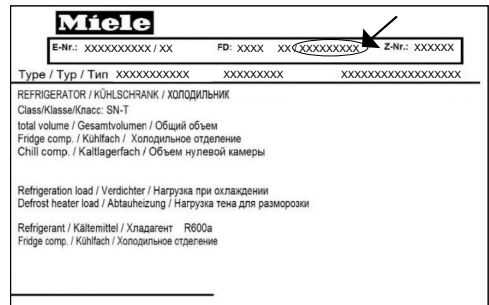 Miele
E-Nr.: XXXXXXXXXX / XX FD: XXXX XX XXXXXXXXX Z-Nr.: XXXXXX
Type / Typ / Тип XXXXXXXXXXX XXXXXXXXX XXXXXXXXXXXXXXXXXX
REFRIGERATOR / KÜHLSCHRANK / ХОЛОДИЛЬНИК
Class/Klasse/Класс: SN-T
total volume / Gesamtvolumen / Общий объем
Fridge comp. / Kühlfach / Холодильное отделение
Chill comp. / Kaltlagerfach / Объем нулевой камеры
Refrigeration load / Verdichter / Нагрузка при охлаждении
Defrost heater load / Abtauheizung / Нагрузка тена для разморозки
Refrigerant / Kältemittel / Хладагент R600a
Fridge comp. / Kühlfach / Холодильное отделение